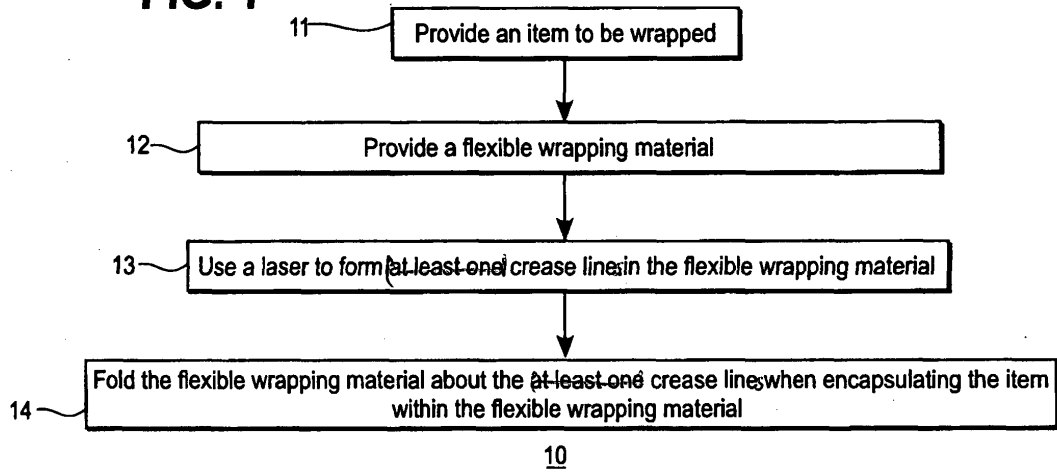 FIG. 1
11
Provide an item to be wrapped
12
Provide a flexible wrapping material
13
Use a laser to form (at least one) crease lines in the flexible wrapping material
14
Fold the flexible wrapping material about the at least one crease lines when encapsulating the item
within the flexible wrapping material
10